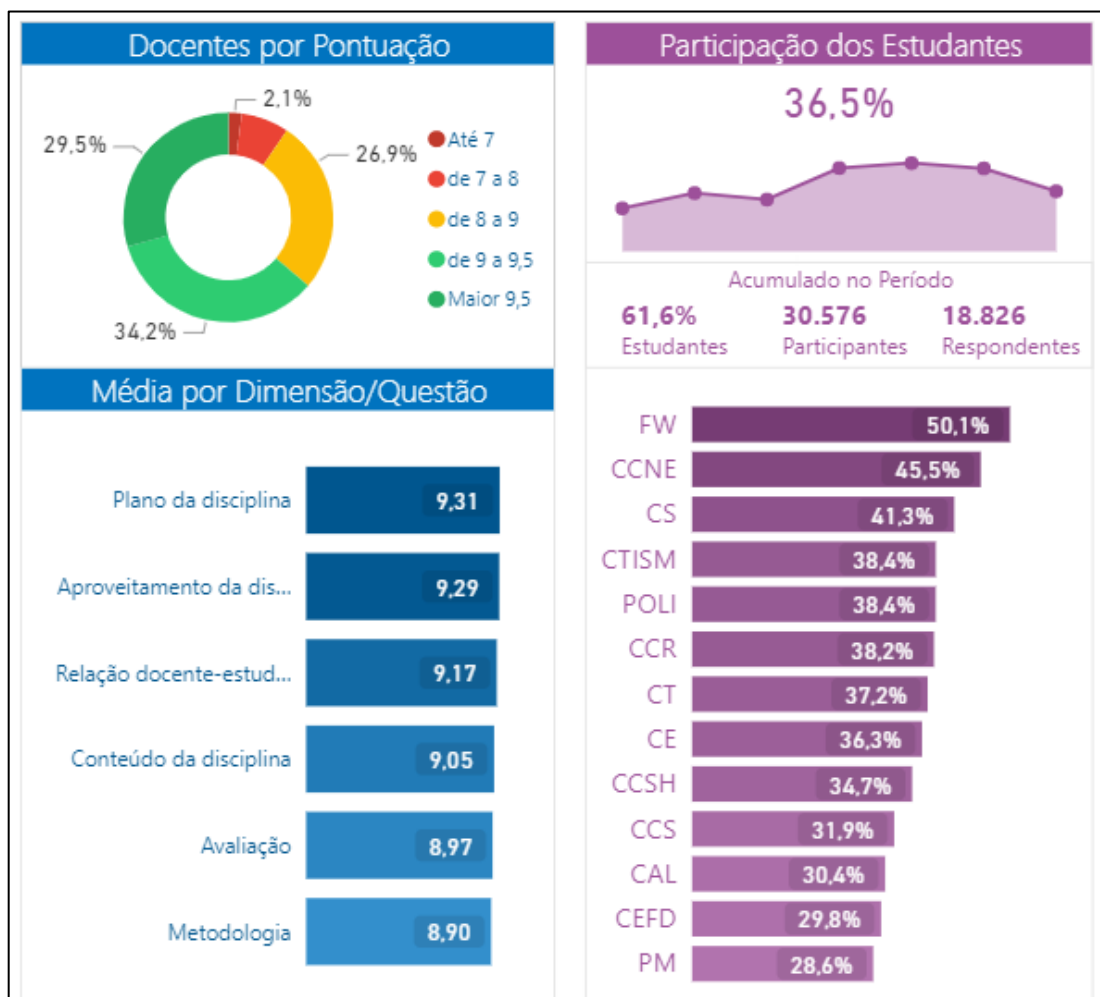 Docentes por Pontuação
2,1%
29,5%
26,9%
34,2%
Até 7
de 7 a 8
de 8 a 9
de 9 a 9,5
Maior 9,5
Média por Dimensão/Questão
Plano da disciplina 9,31
Aproveitamento da dis... 9,29
Relação docente-estud... 9,17
Conteúdo da disciplina 9,05
Avaliação 8,97
Metodologia 8,90
Participação dos Estudantes
36,5%
Acumulado no Período
61,6% 30.576 18.826
Estudantes Participantes Respondentes
FW 50,1%
CCNE 45,5%
CS 41,3%
CTISM 38,4%
POLI 38,4%
CCR 38,2%
CT 37,2%
CE 36,3%
CCSH 34,7%
CCS 31,9%
CAL 30,4%
CEFD 29,8%
PM 28,6%